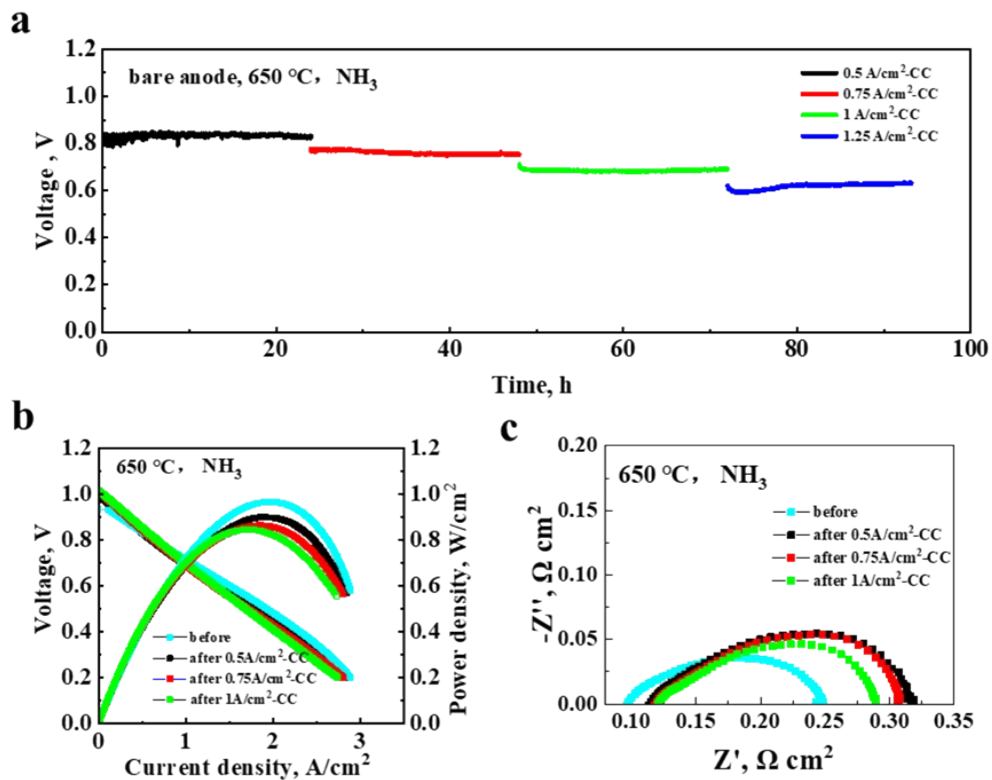 a
1.2
1.0
0.8
0.6
0.4
0.2
0.0
Voltage , V
bare anode, 650 °C， NH3
0.5 A/cm2-CC
0.75 A/cm2-CC
1 A/cm2-CC
1.25 A/cm2-CC
0 20 40 60 80 100
Time, h
b
1.2
1.0
0.8
0.6
0.4
0.2
0.0
Voltage, V
650 °C， NH3
before
after 0.5A/cm2-CC
after 0.75A/cm2-CC
after 1A/cm2-CC
1.2
1.0
0.8
0.6
0.4
0.2
0.0
Power density, W/cm2
0 1 2 3
Current density, A/cm2
c
0.20
0.15
0.10
0.05
0.00
-Z'', Ω cm2
650 °C， NH3
before
after 0.5A/cm2-CC
after 0.75A/cm2-CC
after 1A/cm2-CC
0.10 0.15 0.20 0.25 0.30 0.35
Z', Ω cm2